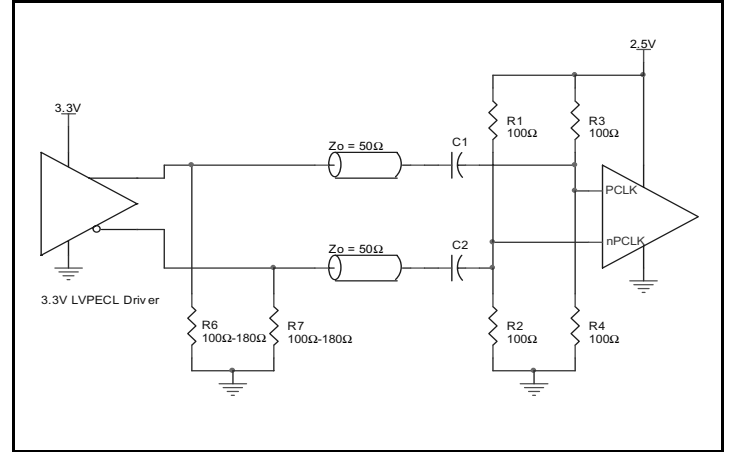 2.5V
3.3V
R1
100Ω
R3
100Ω
Zo = 50Ω
C1
PCLK
nPCLK
Zo = 50Ω
C2
3.3V LVPECL Driver
R6
100Ω-180Ω
R7
100Ω-180Ω
R2
100Ω
R4
100Ω